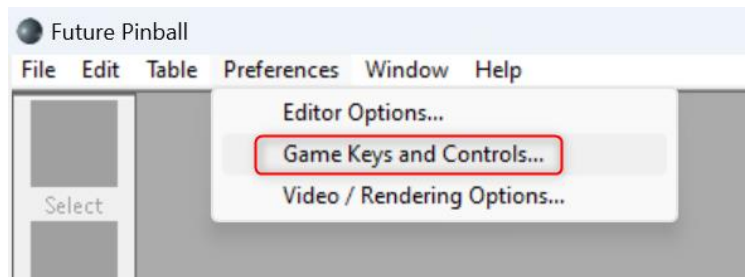 Future Pinball
File Edit Table Preferences Window Help
Editor Options...
Game Keys and Controls...
Select
Video / Rendering Options...